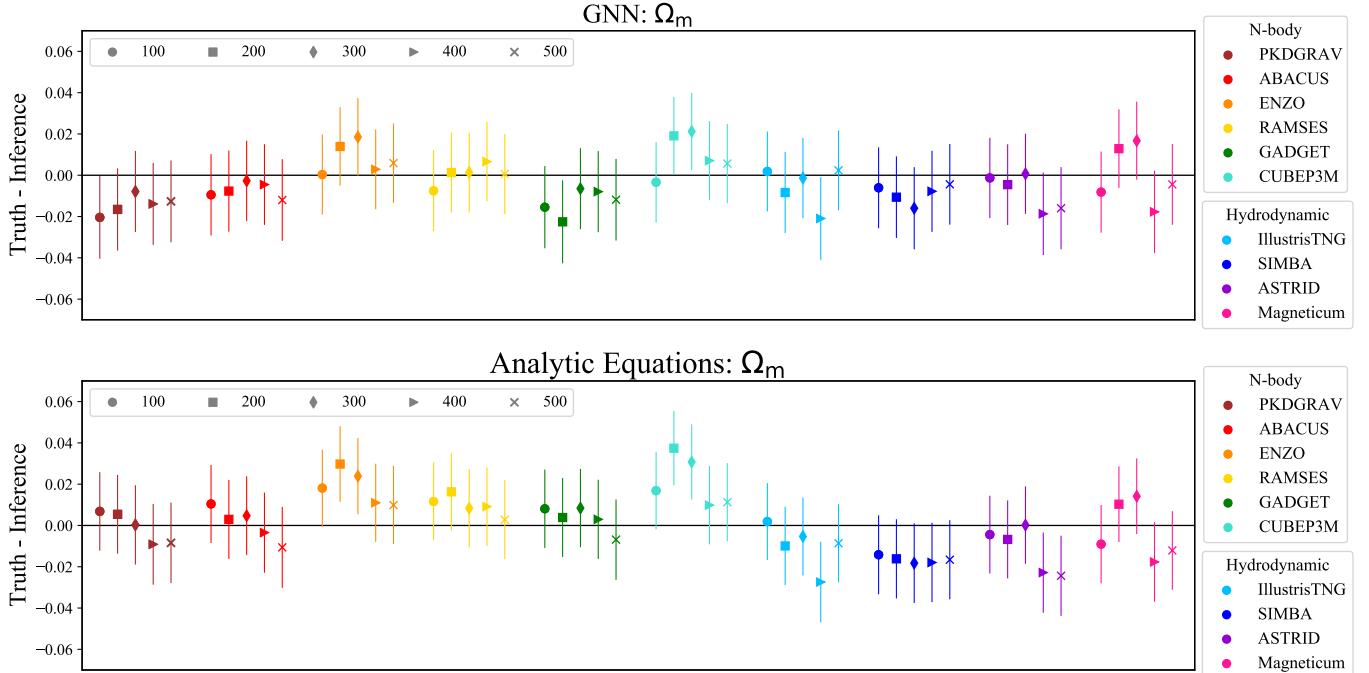 GNN: Ωm
Truth - Inference
0.06
0.04
0.02
0.00
−0.02
−0.04
−0.06
100 200 300 400 500
N-body
PKDGRAV
ABACUS
ENZO
RAMSES
GADGET
CUBEP3M
Hydrodynamic
IllustrisTNG
SIMBA
ASTRID
Magneticum
Analytic Equations: Ωm
Truth - Inference
0.06
0.04
0.02
0.00
−0.02
−0.04
−0.06
100 200 300 400 500
N-body
PKDGRAV
ABACUS
ENZO
RAMSES
GADGET
CUBEP3M
Hydrodynamic
IllustrisTNG
SIMBA
ASTRID
Magneticum